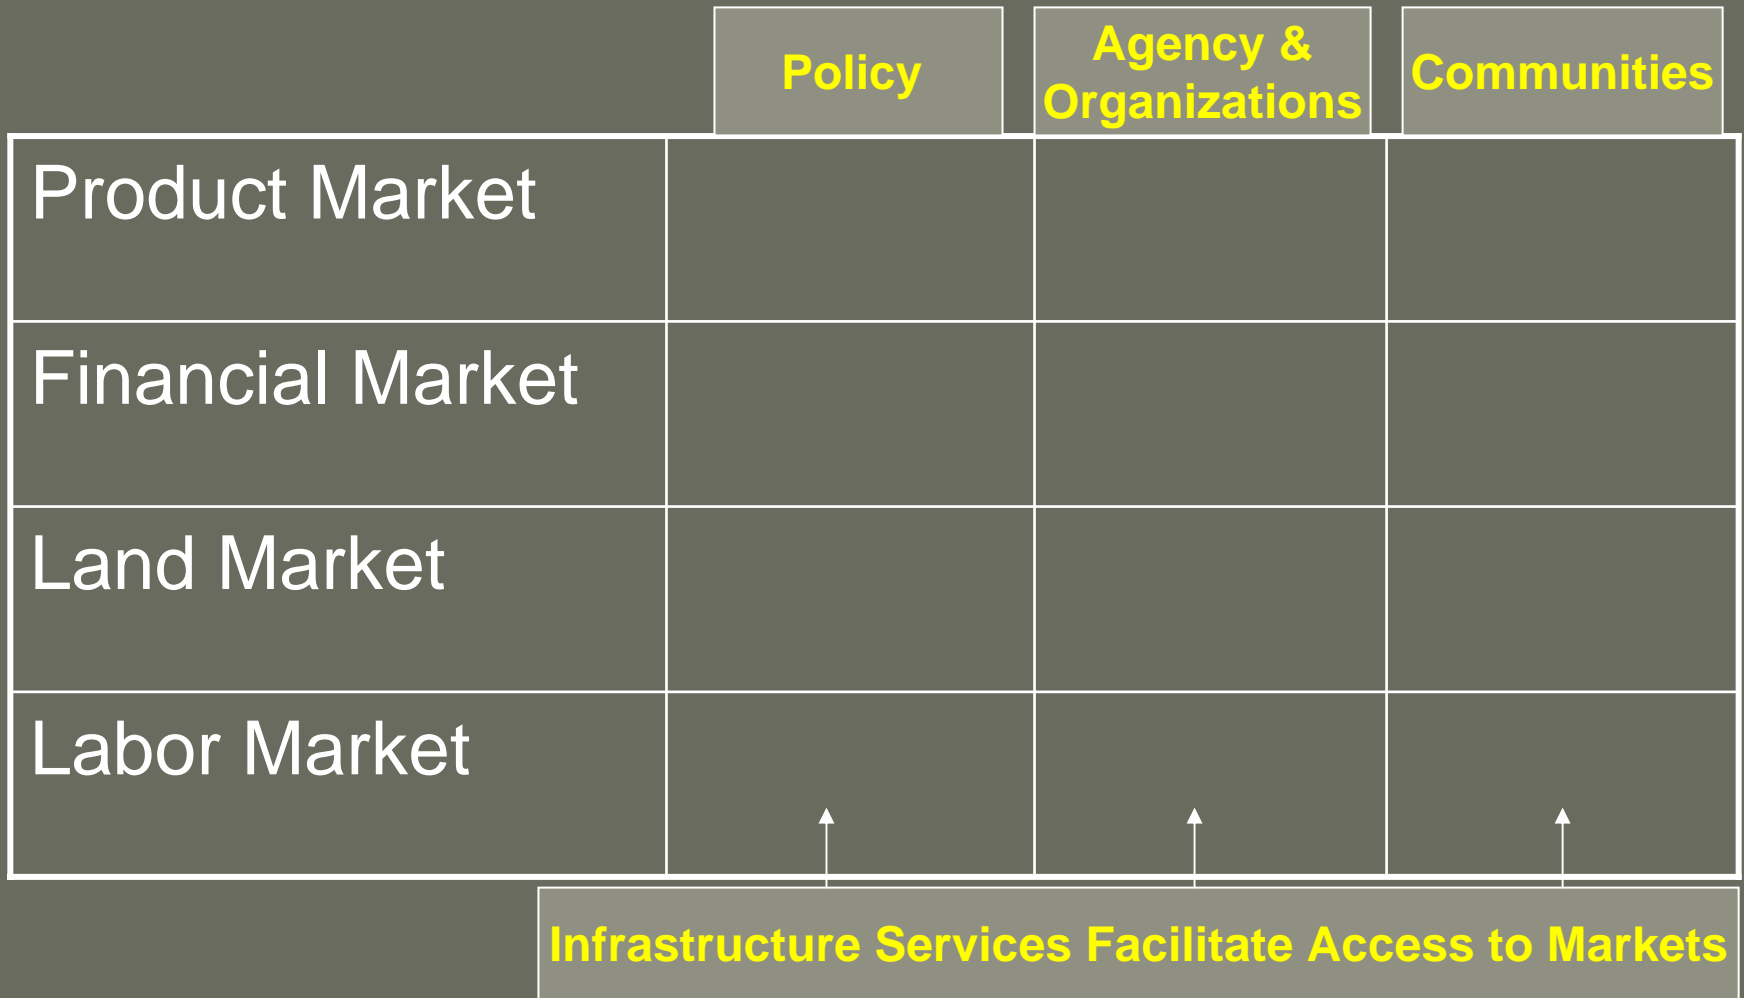 Policy
Agency &
Organizations
Communities
Product Market
Financial Market
Land Market
Labor Market
Infrastructure Services Facilitate Access to Markets